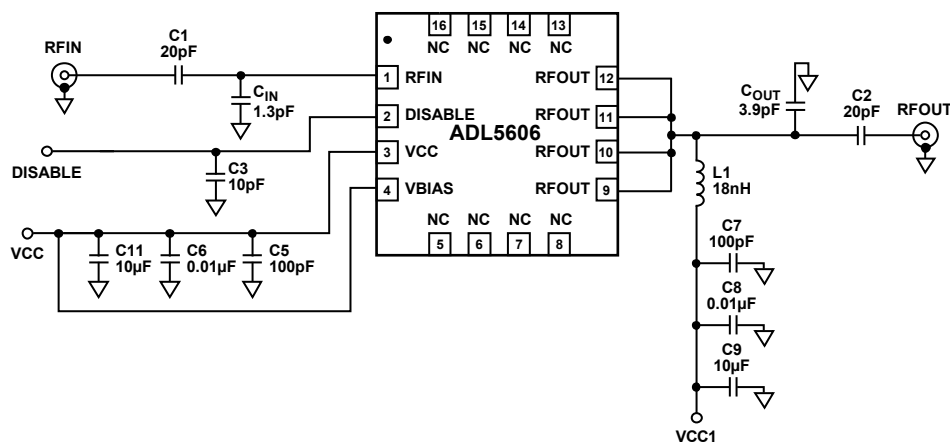 16 15 14 13
NC NC NC NC
RFIN
C1
20pF
1 RFIN
C_IN
1.3pF
2 DISABLE
ADL5606
DISABLE
C3
10pF
3 VCC
4 VBIAS
VCC
C11
10µF
C6
0.01µF
C5
100pF
NC NC NC NC
5 6 7 8
RFOUT 12
RFOUT 11
RFOUT 10
RFOUT 9
C_OUT
3.9pF
C2
20pF
RFOUT
L1
18nH
C7
100pF
C8
0.01µF
C9
10µF
VCC1